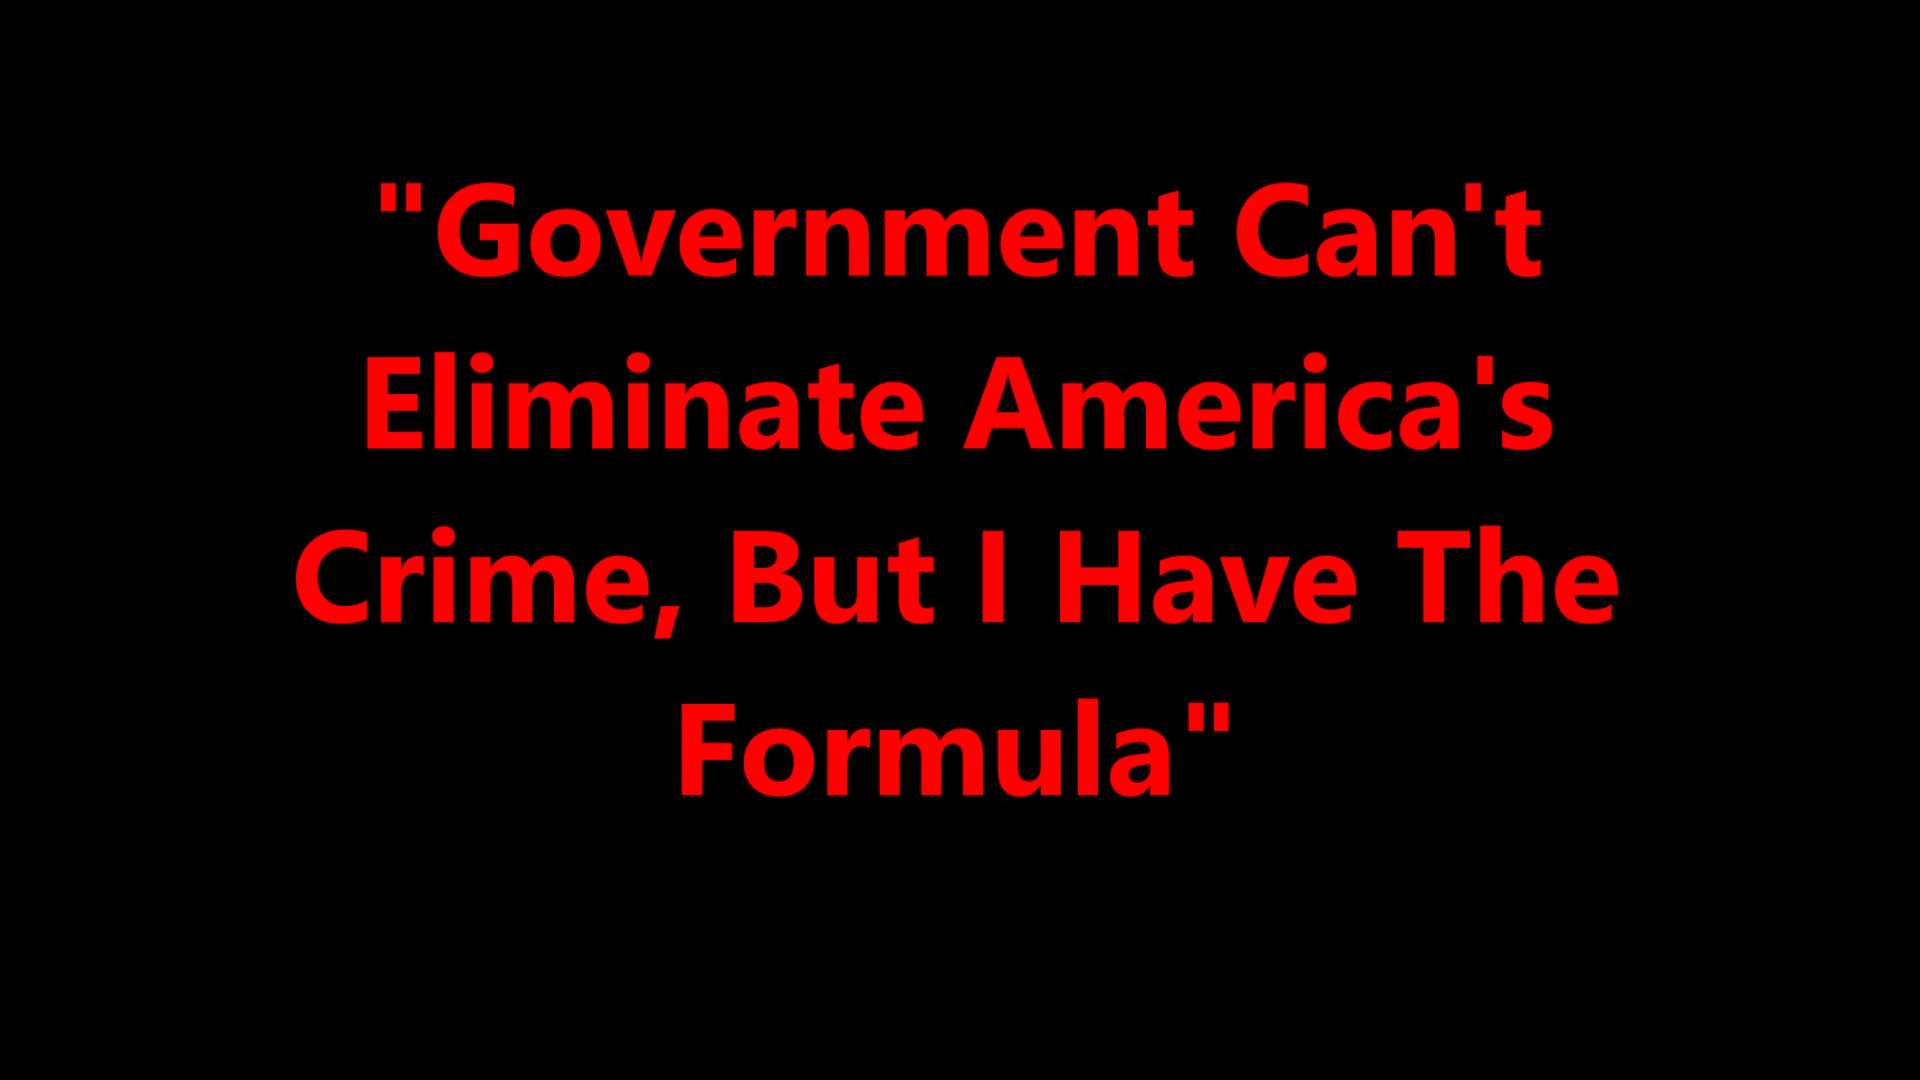 "Government Can't
Eliminate America's
Crime, But I Have The
Formula"